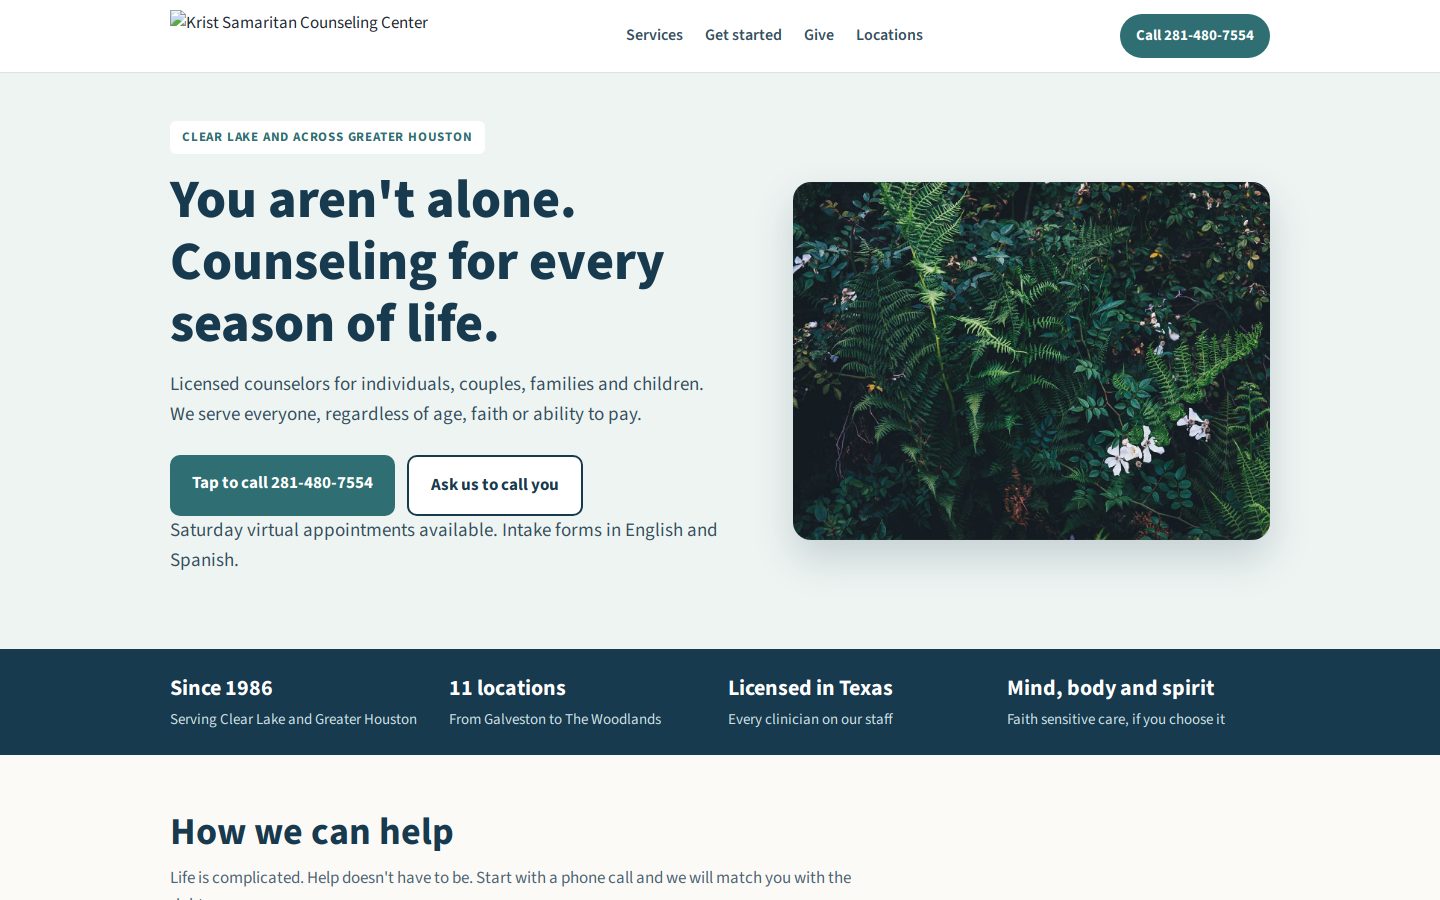 Krist Samaritan Counseling Center
Services
Get started
Give
Locations
Call 281-480-7554
CLEAR LAKE AND ACROSS GREATER HOUSTON
You aren't alone.
Counseling for every
season of life.
Licensed counselors for individuals, couples, families and children.
We serve everyone, regardless of age, faith or ability to pay.
Tap to call 281-480-7554
Ask us to call you
Saturday virtual appointments available. Intake forms in English and
Spanish.
Since 1986
Serving Clear Lake and Greater Houston
11 locations
From Galveston to The Woodlands
Licensed in Texas
Every clinician on our staff
Mind, body and spirit
Faith sensitive care, if you choose it
How we can help
Life is complicated. Help doesn't have to be. Start with a phone call and we will match you with the